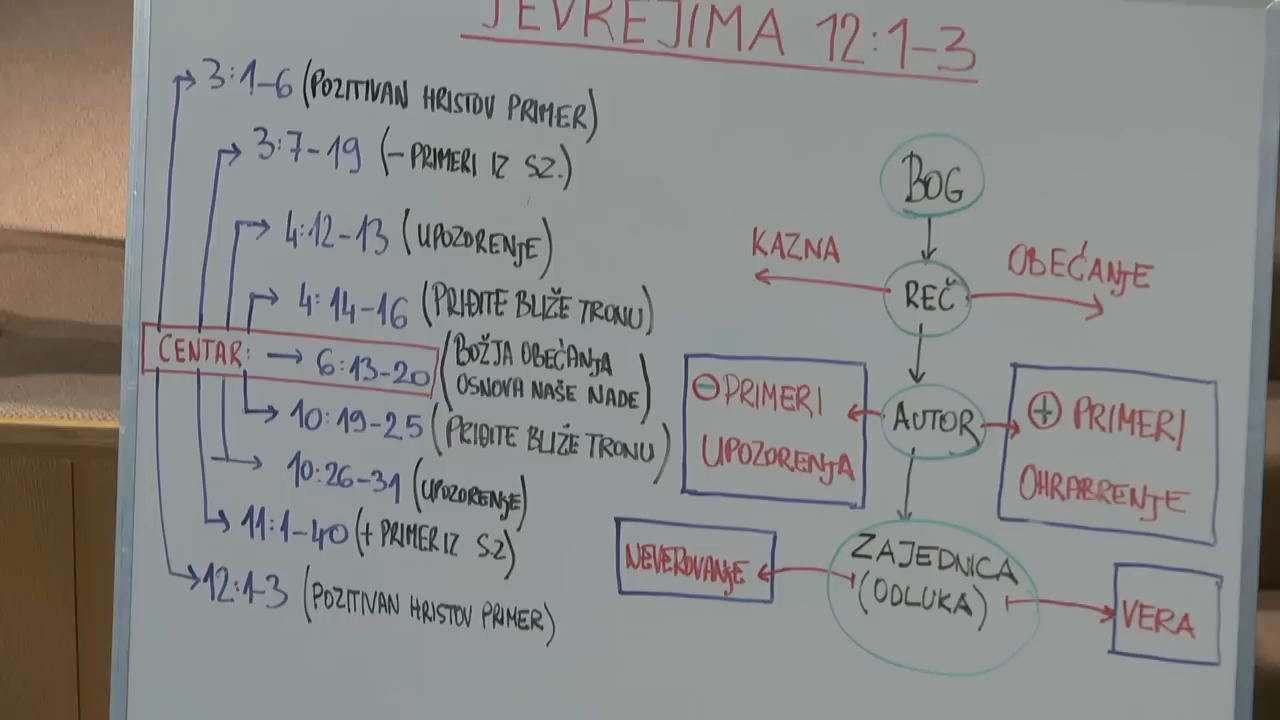 JEVREJIMA 12:1-3
3:1-6 (POZITIVAN HRISTOV PRIMER)
3:7-19 (- PRIMERI IZ SZ.)
4:12-13 (UPOZORENJE)
4:14-16 (PRIĐITE BLIŽE TRONU)
CENTAR: → 6:13-20 (BOŽJA OBEĆANJA
OSNOVA NAŠE NADE)
10:19-25 (PRIĐITE BLIŽE TRONU)
10:26-31 (UPOZORENJE)
11:1-40 (+ PRIMERI IZ SZ)
12:1-3 (POZITIVAN HRISTOV PRIMER)
BOG
KAZNA
REČ
OBEĆANJE
⊖ PRIMERI
UPOZORENJA
AUTOR
⊕ PRIMERI
OHRABRENJE
NEVEROVANJE
ZAJEDNICA
(ODLUKA)
VERA